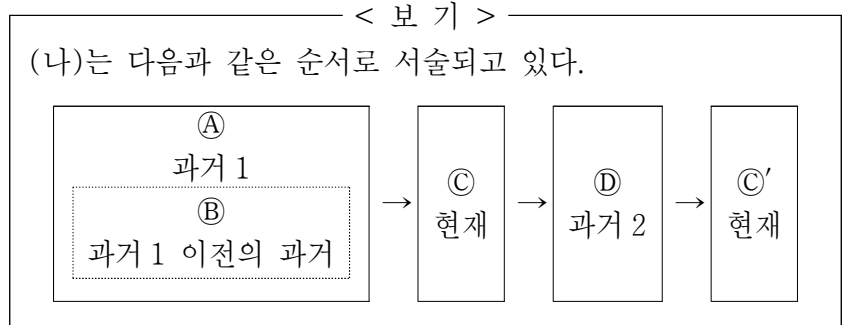 < 보 기 >
(나)는 다음과 같은 순서로 서술되고 있다.
Ⓐ
과거 1
Ⓑ
과거 1 이전의 과거
→
Ⓒ
현재
→
Ⓓ
과거 2
→
Ⓒ′
현재